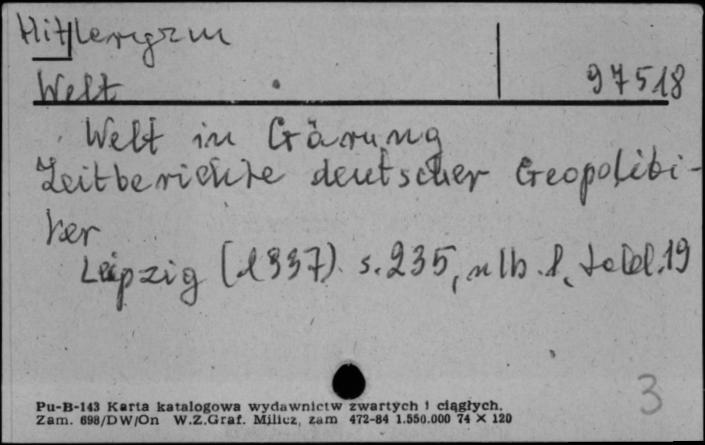 Hitleryzm
Welt 97518
Welt in Gärung
Zeitberichte deutscher Geopoliti-
ker
Leipzig (1937). s. 235, nlb. 1, tabl. 19
3
Pu-B-143 Karta katalogowa wydawnictw zwartych i ciągłych.
Zam. 698/DW/On W.Z.Graf. Milicz, zam 472-84 1.550.000 74 × 120